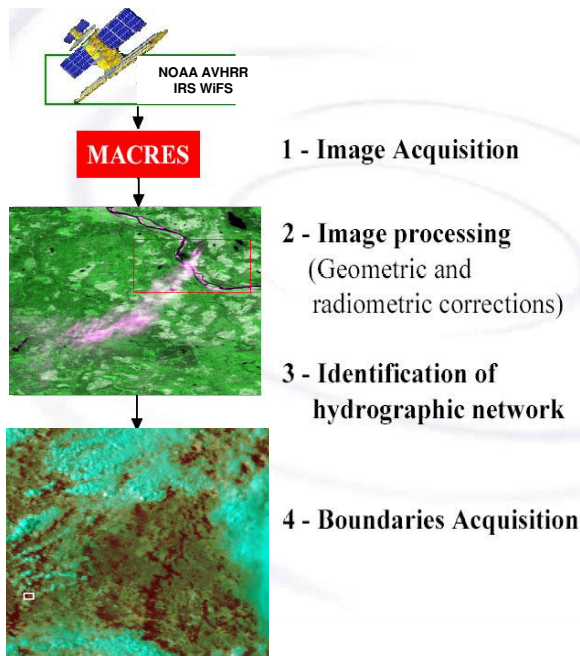 NOAA AVHRR
IRS WiFS
MACRES
1 - Image Acquisition
2 - Image processing
(Geometric and
radiometric corrections)
3 - Identification of
hydrographic network
4 - Boundaries Acquisition